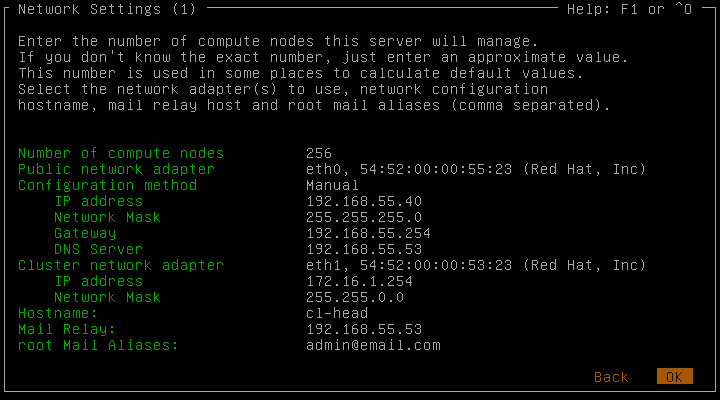 Network Settings (1) Help: F1 or ^O
Enter the number of compute nodes this server will manage.
If you don't know the exact number, just enter an approximate value.
This number is used in some places to calculate default values.
Select the network adapter(s) to use, network configuration
hostname, mail relay host and root mail aliases (comma separated).
Number of compute nodes 256
Public network adapter eth0, 54:52:00:00:55:23 (Red Hat, Inc)
Configuration method Manual
IP address 192.168.55.40
Network Mask 255.255.255.0
Gateway 192.168.55.254
DNS Server 192.168.55.53
Cluster network adapter eth1, 54:52:00:00:53:23 (Red Hat, Inc)
IP address 172.16.1.254
Network Mask 255.255.0.0
Hostname: cl-head
Mail Relay: 192.168.55.53
root Mail Aliases: admin@email.com
Back OK